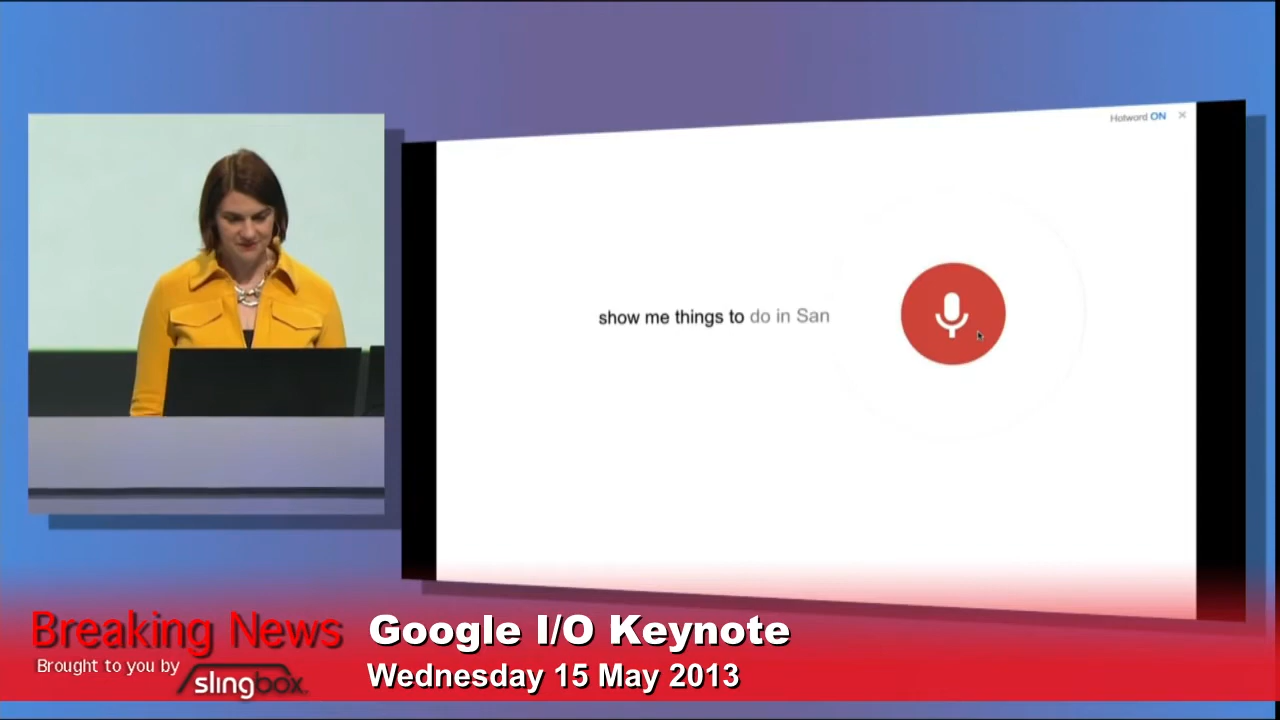 Hotword ON ×
show me things to do in San
Breaking News
Brought to you by
slingbox.
Google I/O Keynote
Wednesday 15 May 2013